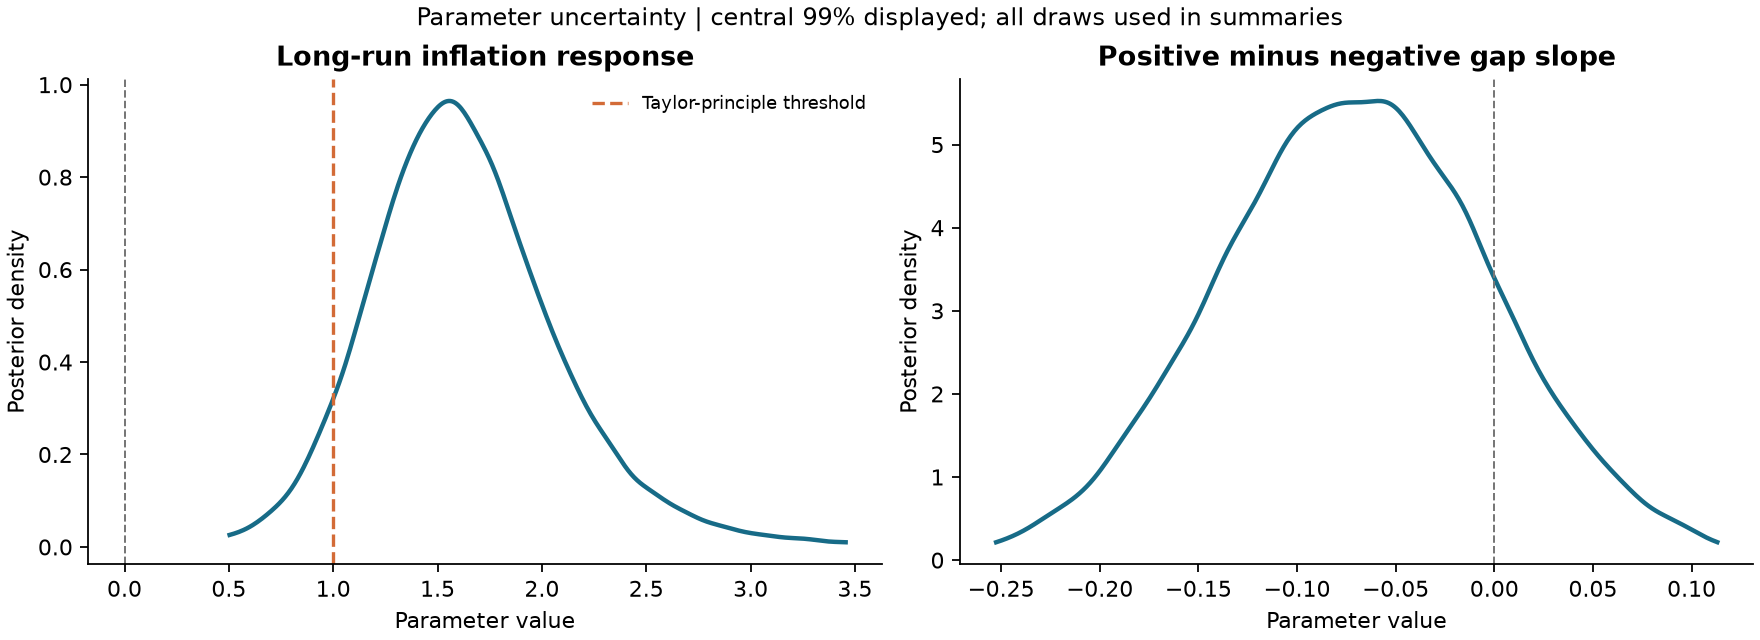 Parameter uncertainty | central 99% displayed; all draws used in summaries
Long-run inflation response
Taylor-principle threshold
Posterior density
1.0
0.8
0.6
0.4
0.2
0.0
0.0 0.5 1.0 1.5 2.0 2.5 3.0 3.5
Parameter value
Positive minus negative gap slope
Posterior density
5
4
3
2
1
0
−0.25 −0.20 −0.15 −0.10 −0.05 0.00 0.05 0.10
Parameter value